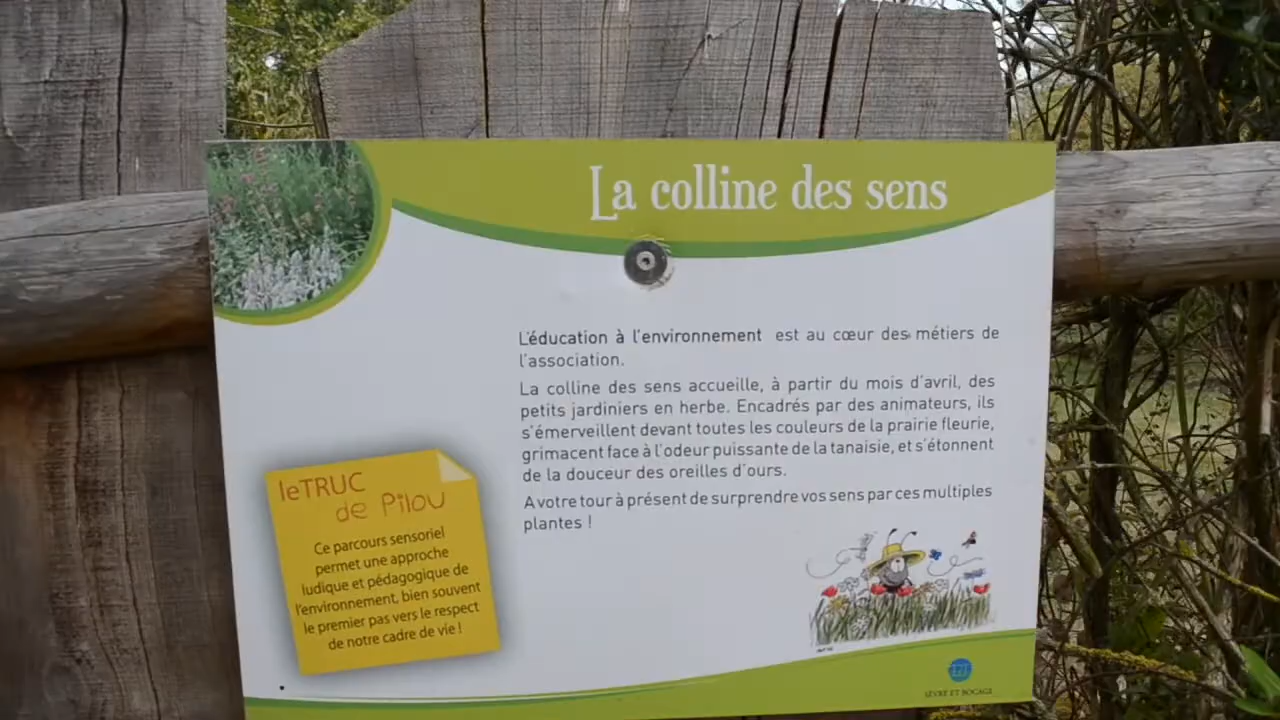 La colline des sens
L'éducation à l'environnement est au cœur des métiers de
l'association.
La colline des sens accueille, à partir du mois d'avril, des
petits jardiniers en herbe. Encadrés par des animateurs, ils
s'émerveillent devant toutes les couleurs de la prairie fleurie,
grimacent face à l'odeur puissante de la tanaisie, et s'étonnent
de la douceur des oreilles d'ours.
A votre tour à présent de surprendre vos sens par ces multiples
plantes !
leTRUC
de Pilou
Ce parcours sensoriel
permet une approche
ludique et pédagogique de
l'environnement, bien souvent
le premier pas vers le respect
de notre cadre de vie !
SÈVRE ET BOCAGE